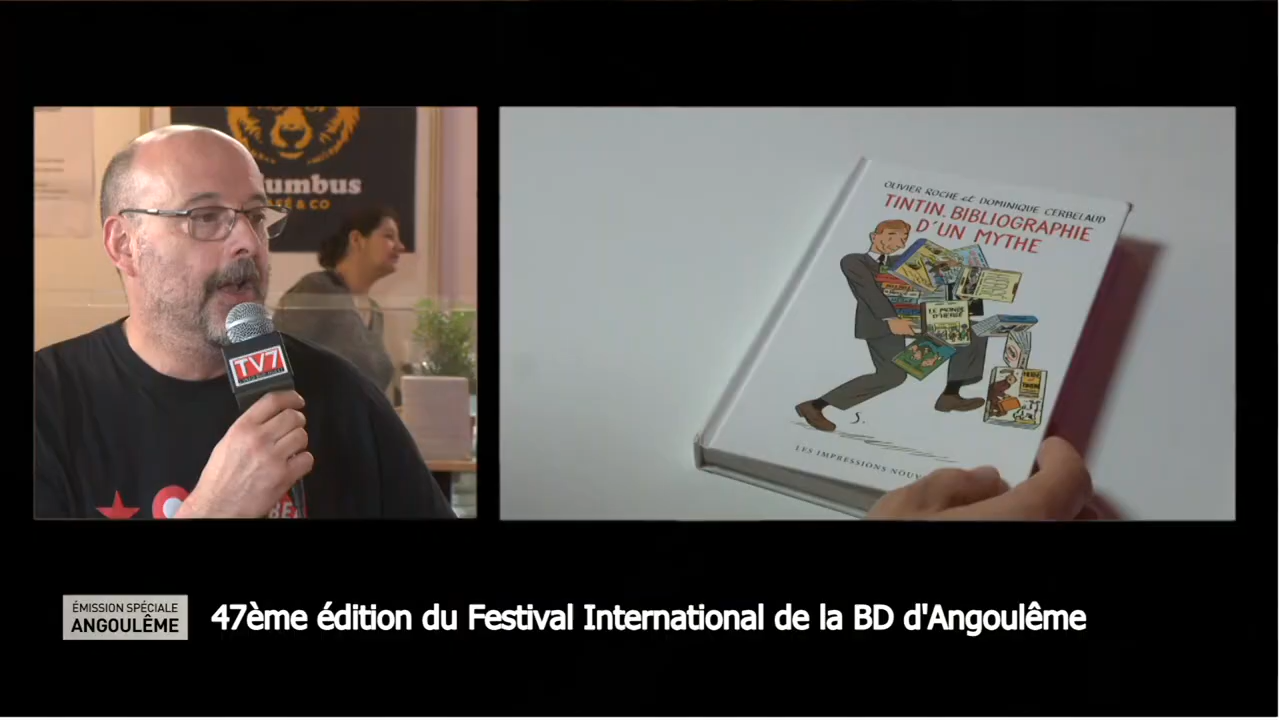 umbus
& CO
TV7
OLIVIER ROCHE et DOMINIQUE CERBELAUD
TINTIN. BIBLIOGRAPHIE
D'UN MYTHE
LE MONDE
D'HERGÉ
LES IMPRESSIONS NOUV
ÉMISSION SPÉCIALE
ANGOULÊME
47ème édition du Festival International de la BD d'Angoulême